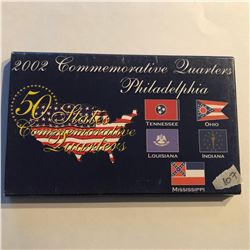 2002 Commemorative Quarters
Philadelphia
50 States
Commemorative
Quarters
TENNESSEE
OHIO
LOUISIANA
INDIANA
MISSISSIPPI